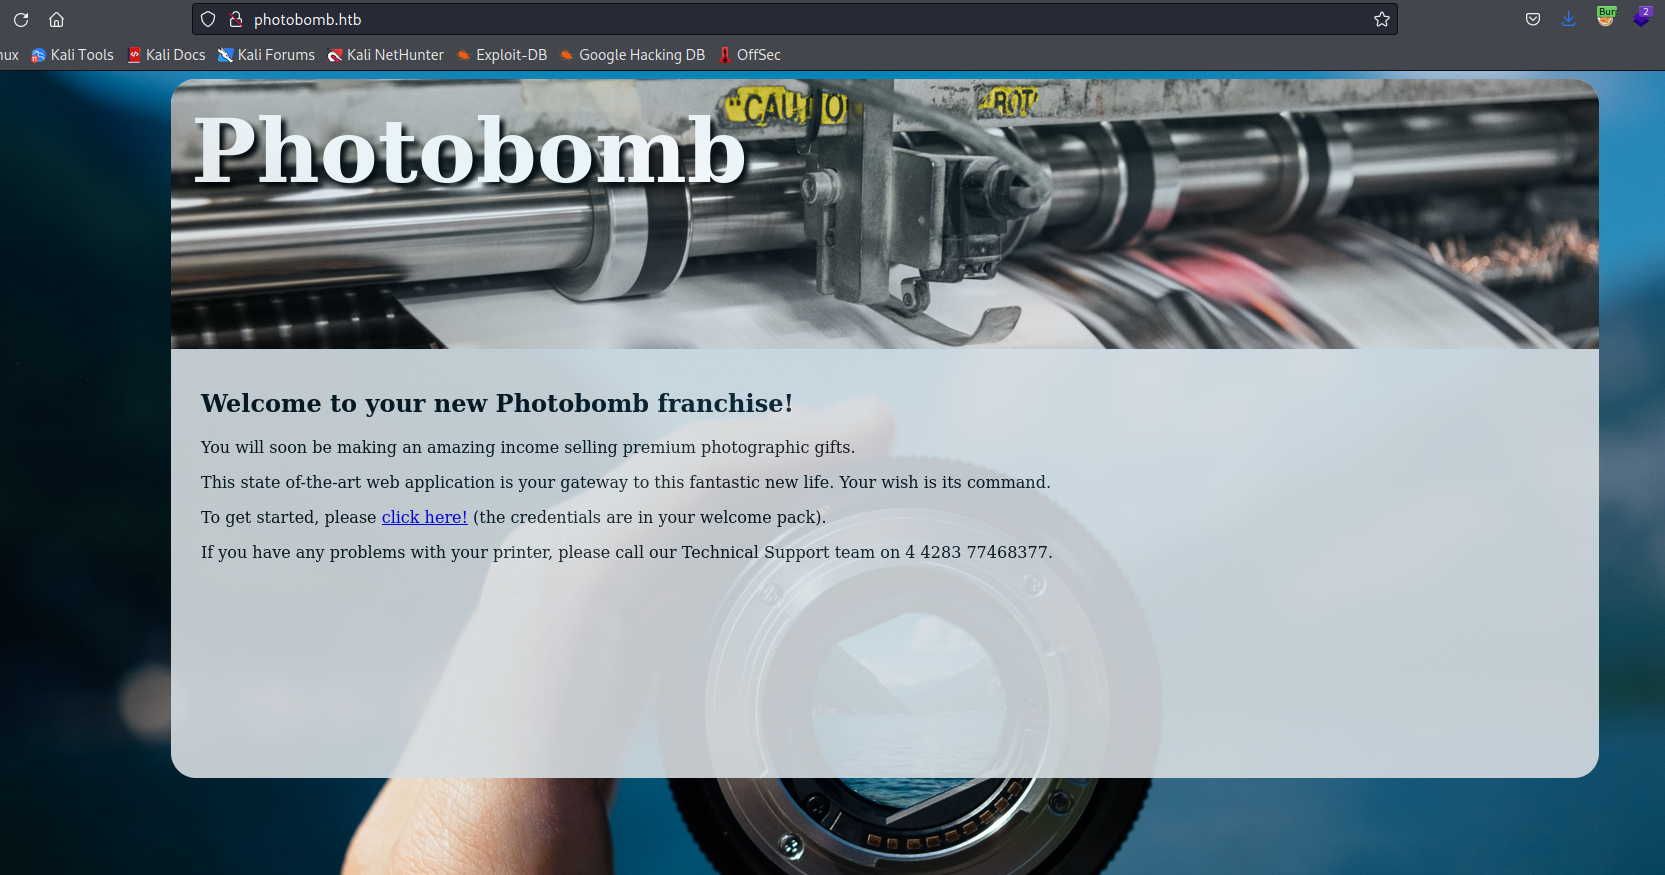 photobomb.htb
Burp
2
nux Kali Tools Kali Docs Kali Forums Kali NetHunter Exploit-DB Google Hacking DB OffSec
"CAUTIO
ROT
Photobomb
Welcome to your new Photobomb franchise!
You will soon be making an amazing income selling premium photographic gifts.
This state of-the-art web application is your gateway to this fantastic new life. Your wish is its command.
To get started, please click here! (the credentials are in your welcome pack).
If you have any problems with your printer, please call our Technical Support team on 4 4283 77468377.